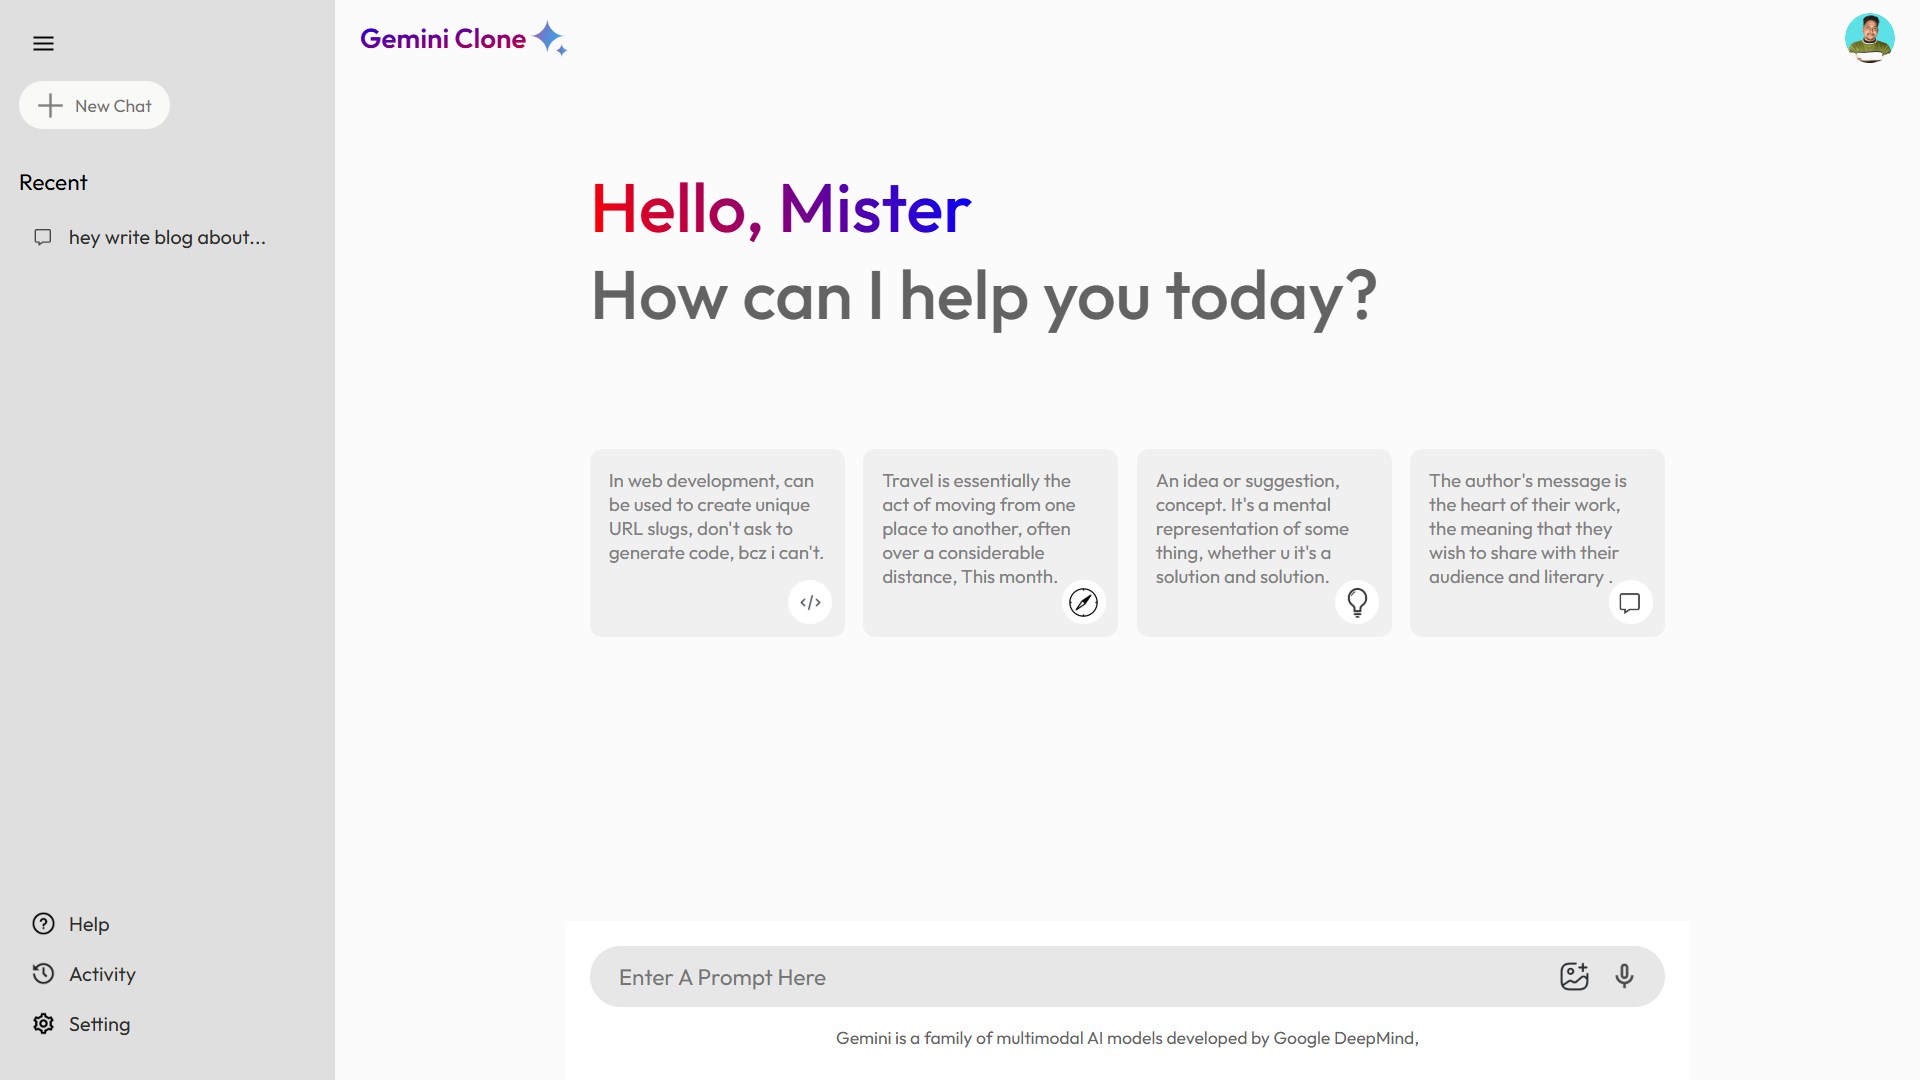 Gemini Clone
New Chat
Recent
hey write blog about...
Help
Activity
Setting
Hello, Mister
How can I help you today?
In web development, can
be used to create unique
URL slugs, don't ask to
generate code, bcz i can't.
Travel is essentially the
act of moving from one
place to another, often
over a considerable
distance, This month.
An idea or suggestion,
concept. It's a mental
representation of some
thing, whether u it's a
solution and solution.
The author's message is
the heart of their work,
the meaning that they
wish to share with their
audience and literary .
Enter A Prompt Here
Gemini is a family of multimodal AI models developed by Google DeepMind,